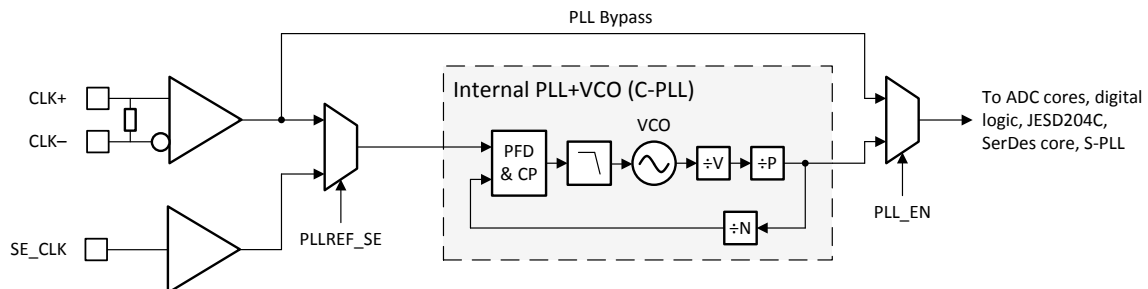 PLL Bypass
Internal PLL+VCO (C-PLL)
CLK+
CLK–
VCO
PFD
& CP
÷V
÷P
÷N
To ADC cores, digital
logic, JESD204C,
SerDes core, S-PLL
SE_CLK
PLLREF_SE
PLL_EN